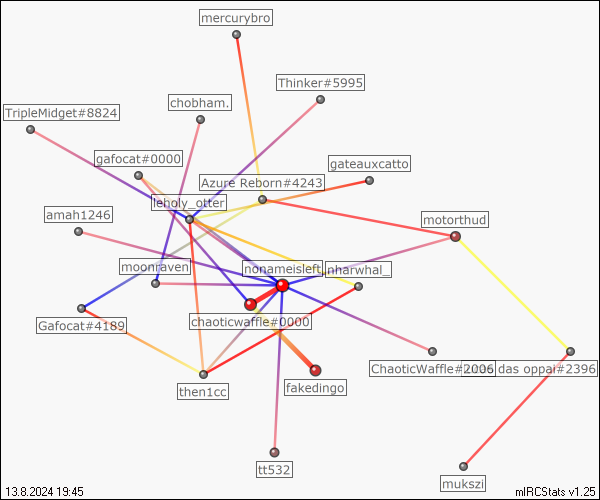 mercurybro
Thinker#5995
chobham.
TripleMidget#8824
gafocat#0000
gateauxcatto
Azure Reborn#4243
leholy_otter
amah1246
motorthud
moonraven
nonameisleft
nharwhal_
chaoticwaffle#0000
Gafocat#4189
ChaoticWaffle#2006
das oppai#2396
then1cc
fakedingo
tt532
mukszi
13.8.2024 19:45
mIRCStats v1.25